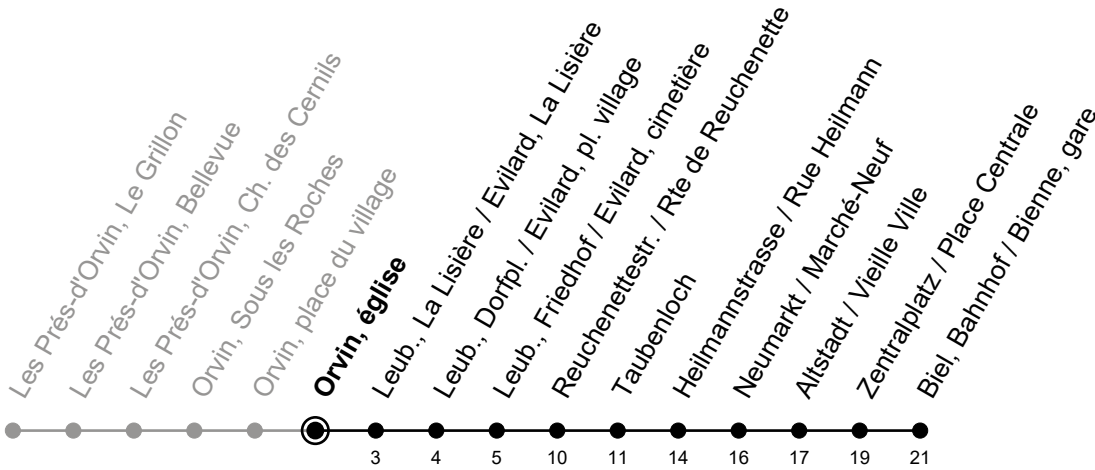 Les Prés-d'Orvin, Le Grillon
Les Prés-d'Orvin, Bellevue
Les Prés-d'Orvin, Ch. des Cernils
Orvin, Sous les Roches
Orvin, place du village
Orvin, église
Leub., La Lisière / Evilard, La Lisière
Leub., Dorfpl. / Evilard, pl. village
Leub., Friedhof / Evilard, cimetière
Reuchenettestr. / Rte de Reuchenette
Taubenloch
Heilmannstrasse / Rue Heilmann
Neumarkt / Marché-Neuf
Altstadt / Vieille Ville
Zentralplatz / Place Centrale
Biel, Bahnhof / Bienne, gare
3 4 5 10 11 14 16 17 19 21